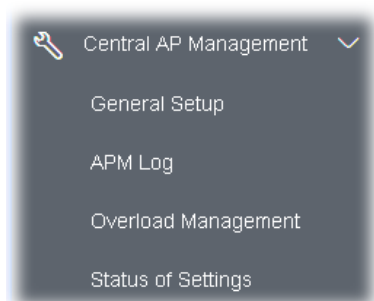 Central AP Management
General Setup
APM Log
Overload Management
Status of Settings